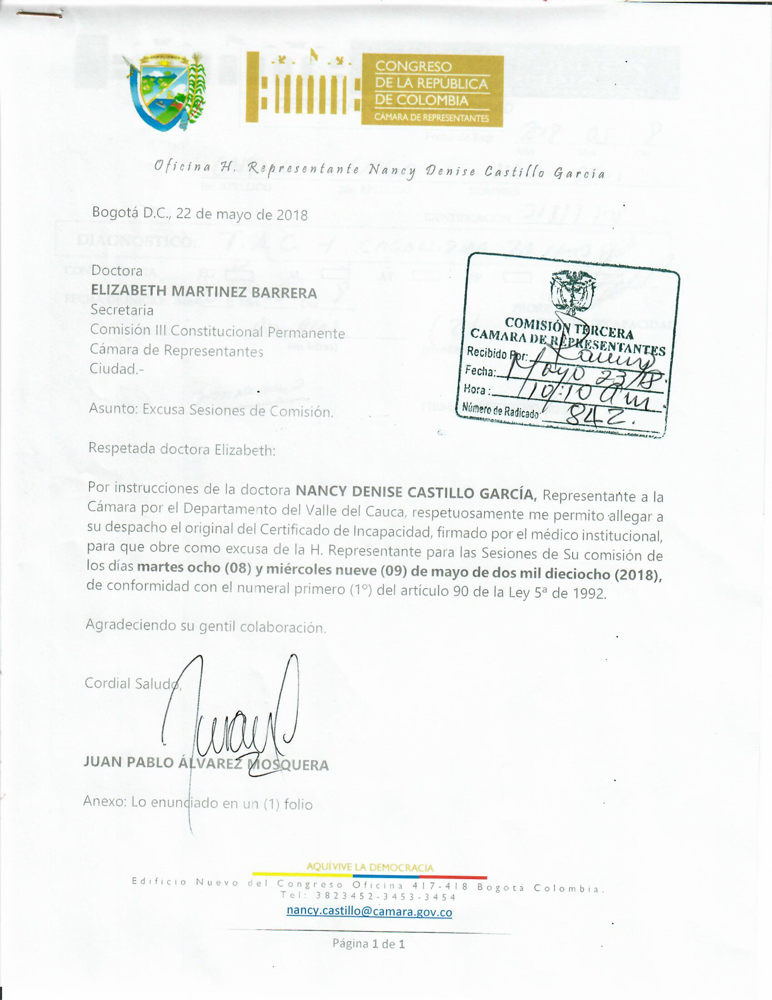 CONGRESO
DE LA REPÚBLICA
DE COLOMBIA
CÁMARA DE REPRESENTANTES
Oficina H. Representante Nancy Denise Castillo García
Bogotá D.C., 22 de mayo de 2018
Doctora
ELIZABETH MARTINEZ BARRERA
Secretaria
Comisión III Constitucional Permanente
Cámara de Representantes
Ciudad.-
COMISIÓN TERCERA
CAMARA DE REPRESENTANTES
Recibido Por:
Fecha: Mayo 23/18.
Hora: 10:10 am
Número de Radicado: 842.
Asunto: Excusa Sesiones de Comisión.
Respetada doctora Elizabeth:
Por instrucciones de la doctora NANCY DENISE CASTILLO GARCÍA, Representante a la
Cámara por el Departamento del Valle del Cauca, respetuosamente me permito allegar a
su despacho el original del Certificado de Incapacidad, firmado por el médico institucional,
para que obre como excusa de la H. Representante para las Sesiones de Su comisión de
los días martes ocho (08) y miércoles nueve (09) de mayo de dos mil dieciocho (2018),
de conformidad con el numeral primero (1º) del artículo 90 de la Ley 5ª de 1992.
Agradeciendo su gentil colaboración.
Cordial Saludo,
JUAN PABLO ÁLVAREZ MOSQUERA
Anexo: Lo enunciado en un (1) folio
AQUÍ VIVE LA DEMOCRACIA
Edificio Nuevo del Congreso Oficina 417-418 Bogotá Colombia.
Tel: 3823452-3453-3454
nancy.castillo@camara.gov.co
Página 1 de 1